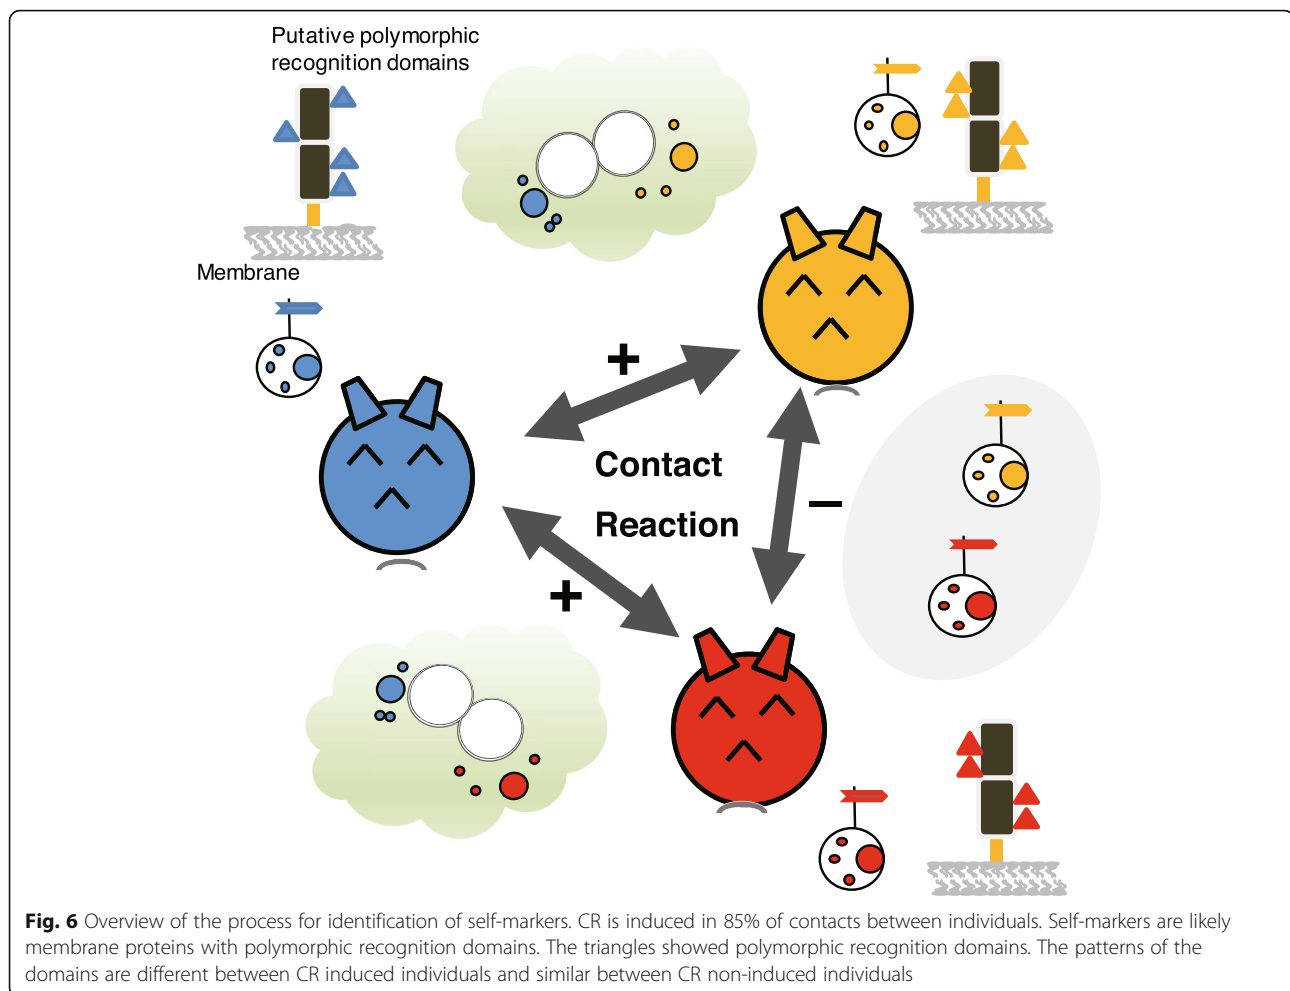 Putative polymorphic
recognition domains
Membrane
+
Contact
Reaction
−
+
Fig. 6 Overview of the process for identification of self-markers. CR is induced in 85% of contacts between individuals. Self-markers are likely
membrane proteins with polymorphic recognition domains. The triangles showed polymorphic recognition domains. The patterns of the
domains are different between CR induced individuals and similar between CR non-induced individuals